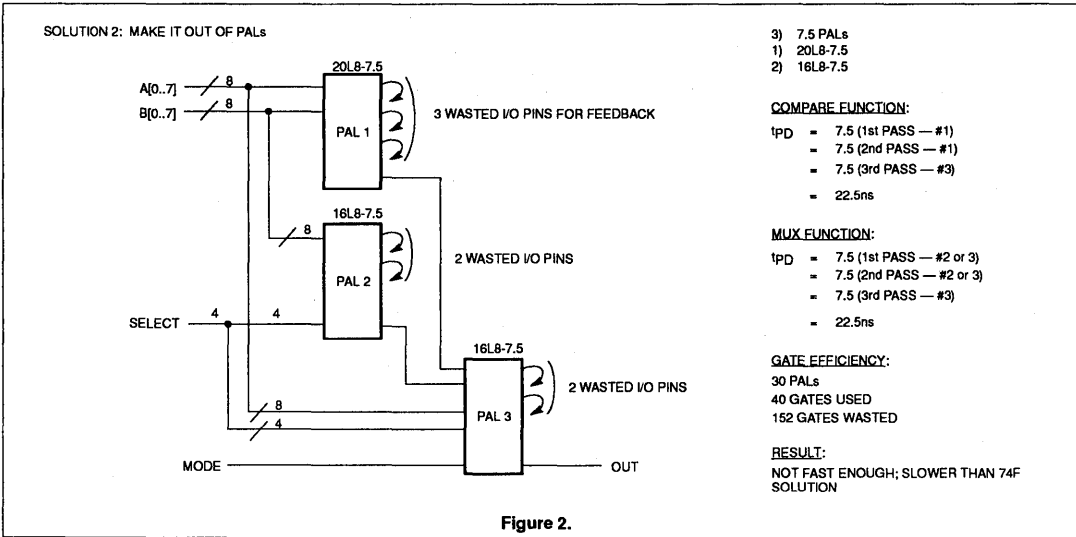 SOLUTION 2: MAKE IT OUT OF PALs
20L8-7.5
A[0..7]
8
B[0..7]
8
PAL 1
3 WASTED I/O PINS FOR FEEDBACK
16L8-7.5
8
PAL 2
2 WASTED I/O PINS
SELECT
4
4
16L8-7.5
PAL 3
2 WASTED I/O PINS
8
4
MODE
OUT
3) 7.5 PALs
1) 20L8-7.5
2) 16L8-7.5
COMPARE FUNCTION:
tPD = 7.5 (1st PASS — #1)
= 7.5 (2nd PASS — #1)
= 7.5 (3rd PASS — #3)
= 22.5ns
MUX FUNCTION:
tPD = 7.5 (1st PASS — #2 or 3)
= 7.5 (2nd PASS — #2 or 3)
= 7.5 (3rd PASS — #3)
= 22.5ns
GATE EFFICIENCY:
30 PALs
40 GATES USED
152 GATES WASTED
RESULT:
NOT FAST ENOUGH; SLOWER THAN 74F
SOLUTION
Figure 2.